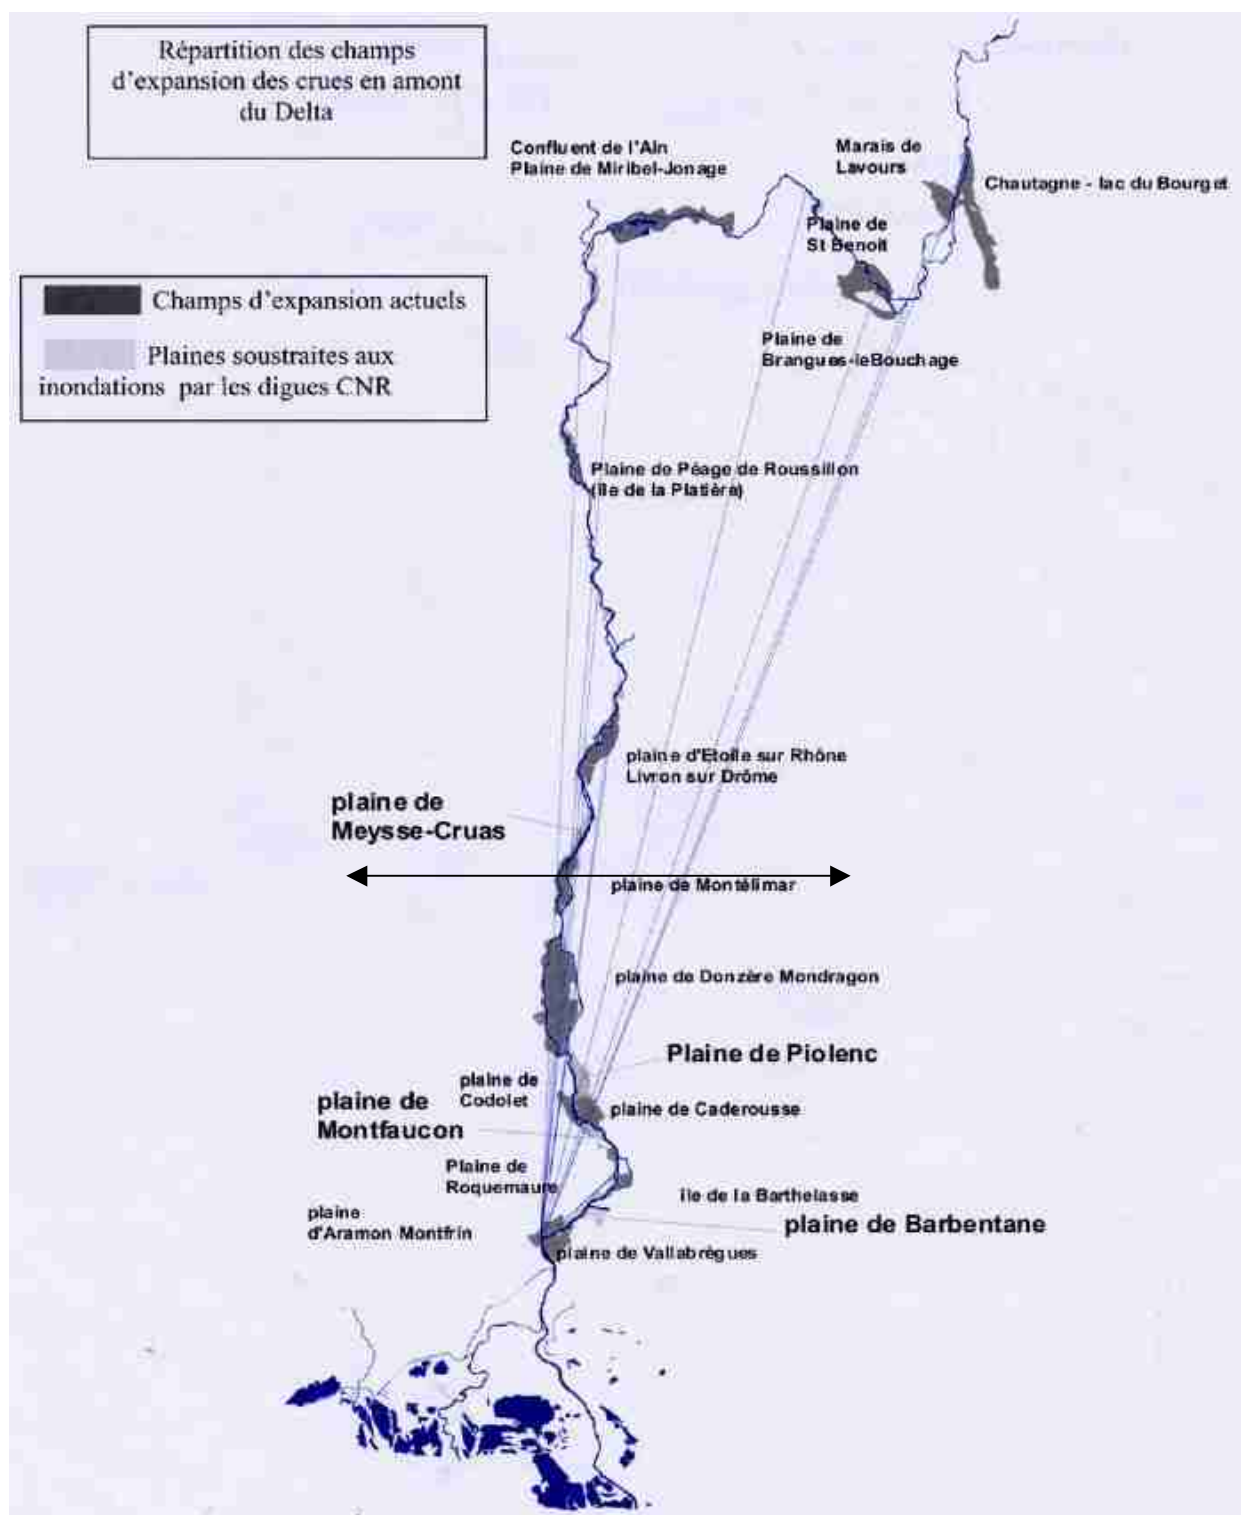 Répartition des champs
d'expansion des crues en amont
du Delta
Confluent de l'Ain
Plaine de Miribel-Jonage
Marais de
Lavours
Chautagne - lac du Bourget
Plaine de
St Benoit
Champs d'expansion actuels
Plaines soustraites aux
inondations par les digues CNR
Plaine de
Brangues-leBouchage
Plaine de Péage de Roussillon
(île de la Platière)
plaine d'Etoile sur Rhône
Livron sur Drôme
plaine de
Meysse-Cruas
plaine de Montélimar
plaine de Donzère Mondragon
Plaine de Piolenc
plaine de
Codolet
plaine de
Montfaucon
plaine de Caderousse
Plaine de
Roquemaure
île de la Barthelasse
plaine
d'Aramon Montfrin
plaine de Barbentane
plaine de Vallabrègues